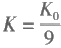 K = K₀/9